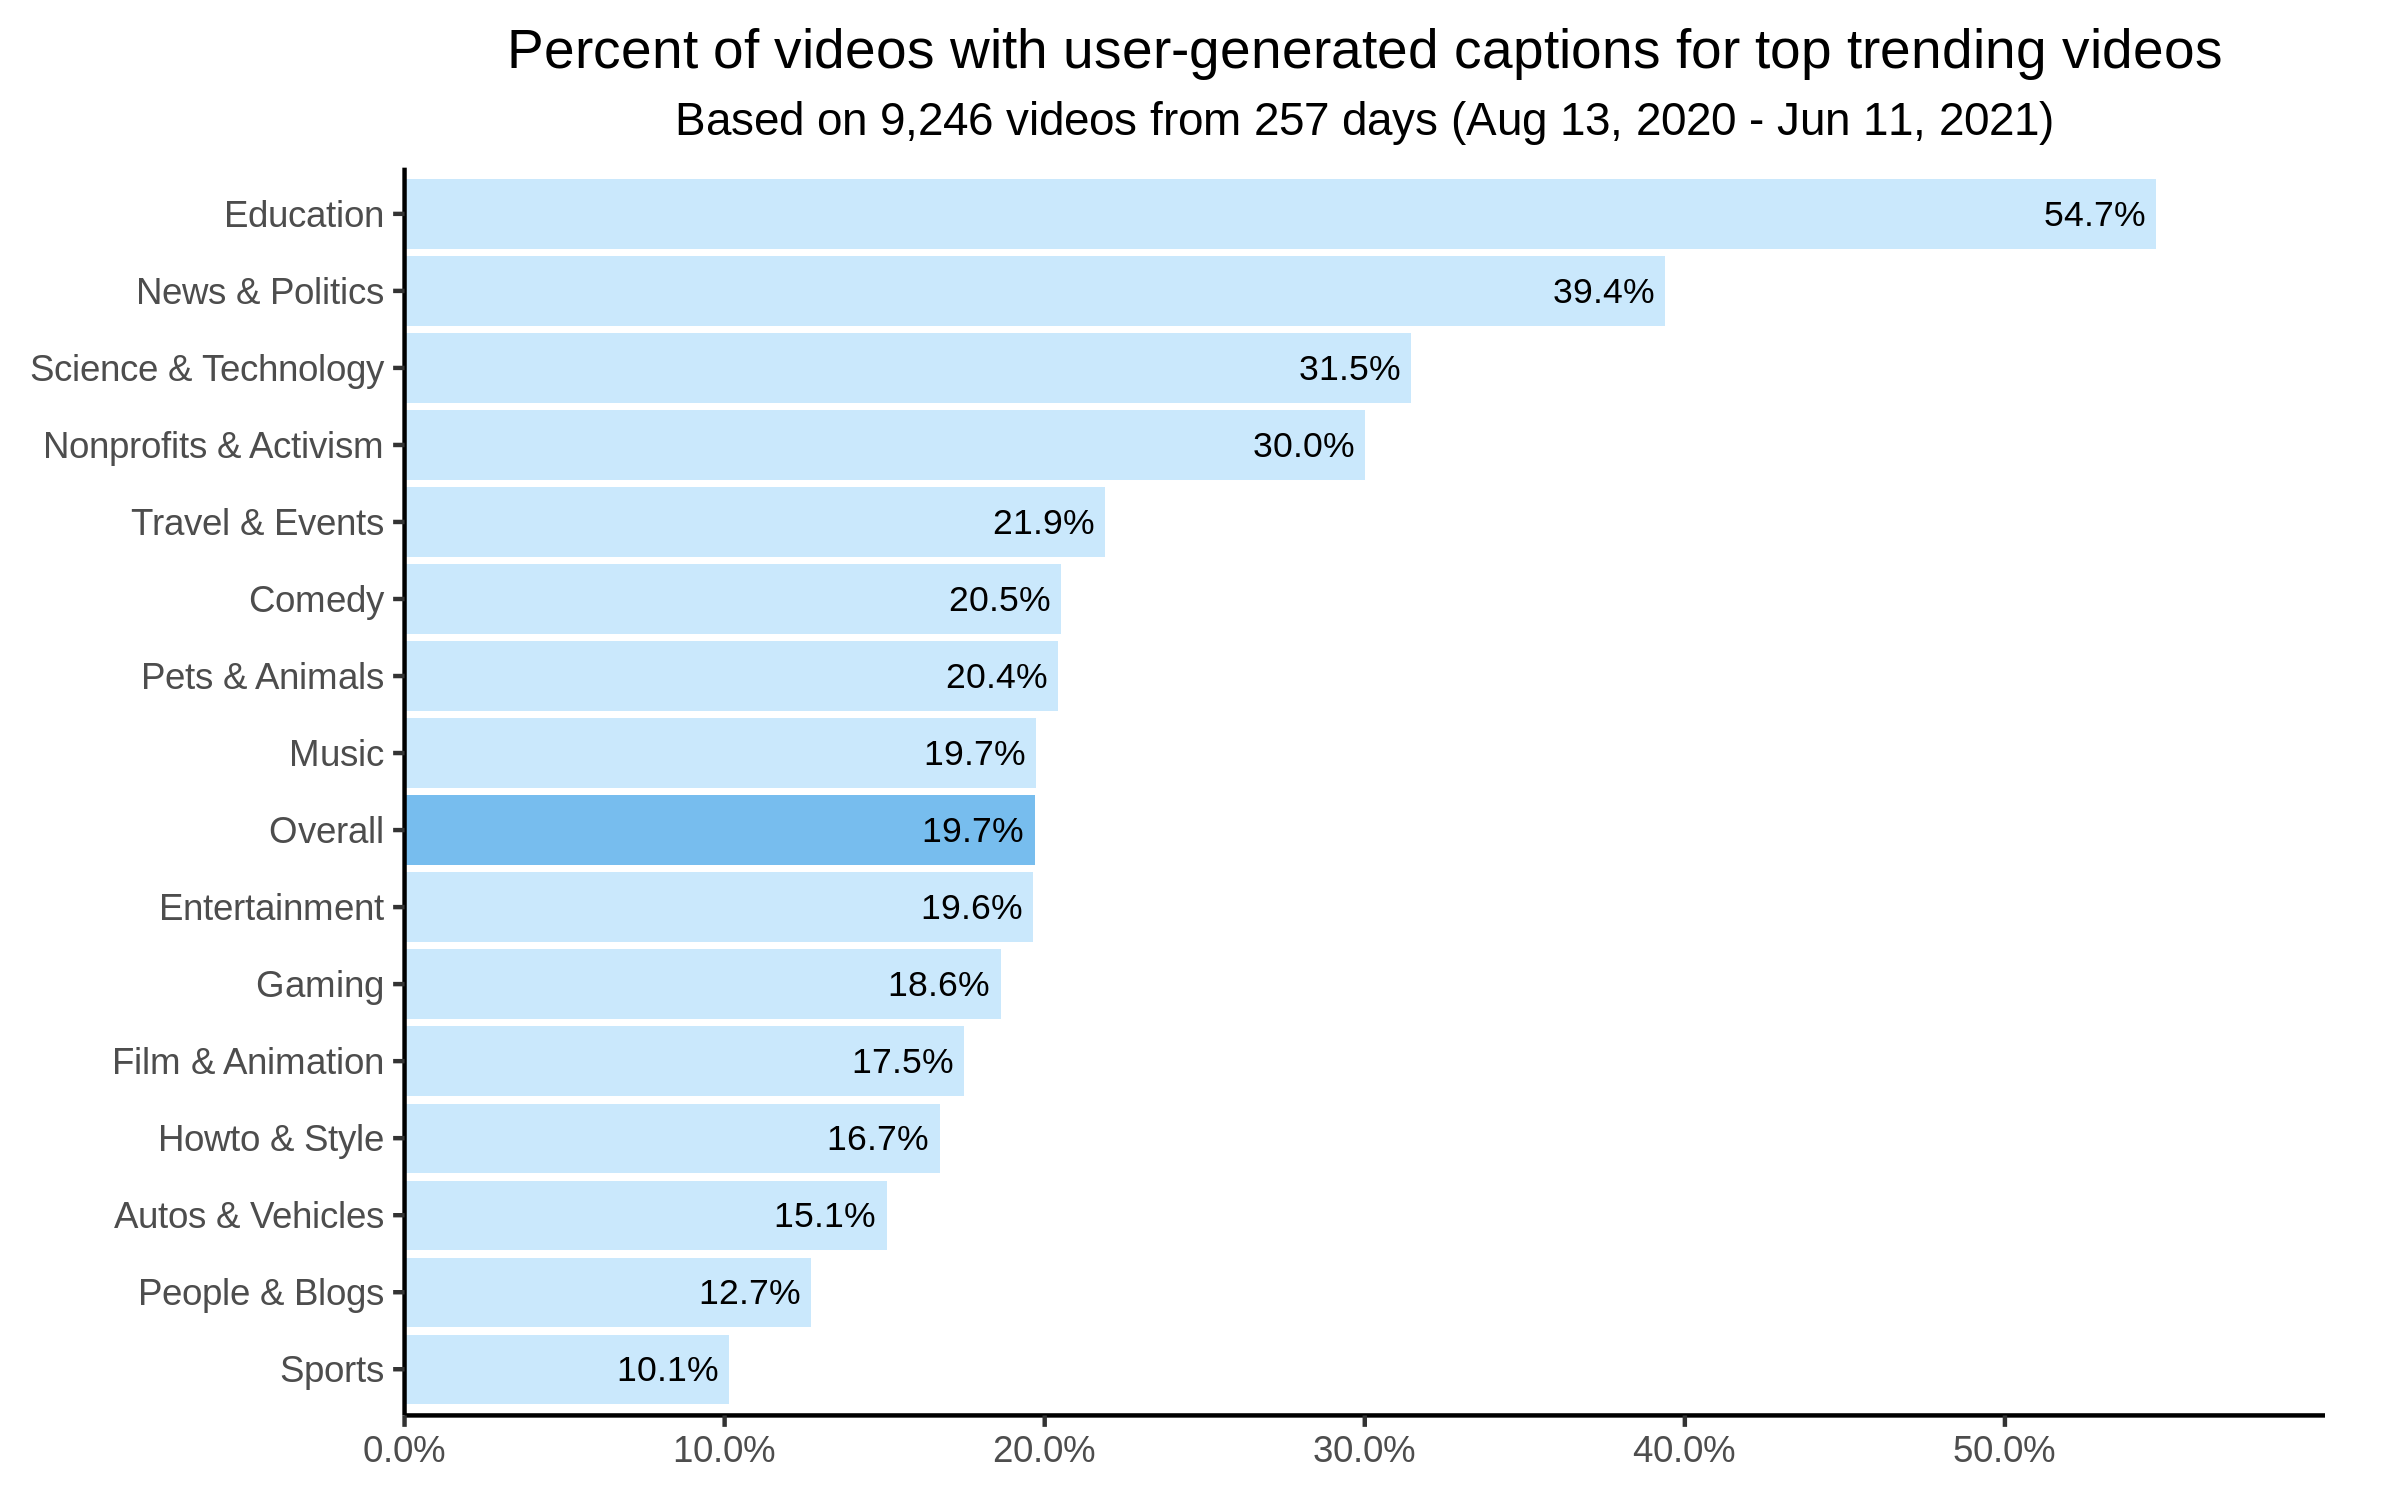 Percent of videos with user-generated captions for top trending videos
Based on 9,246 videos from 257 days (Aug 13, 2020 - Jun 11, 2021)
Education 54.7%
News & Politics 39.4%
Science & Technology 31.5%
Nonprofits & Activism 30.0%
Travel & Events 21.9%
Comedy 20.5%
Pets & Animals 20.4%
Music 19.7%
Overall 19.7%
Entertainment 19.6%
Gaming 18.6%
Film & Animation 17.5%
Howto & Style 16.7%
Autos & Vehicles 15.1%
People & Blogs 12.7%
Sports 10.1%
0.0% 10.0% 20.0% 30.0% 40.0% 50.0%